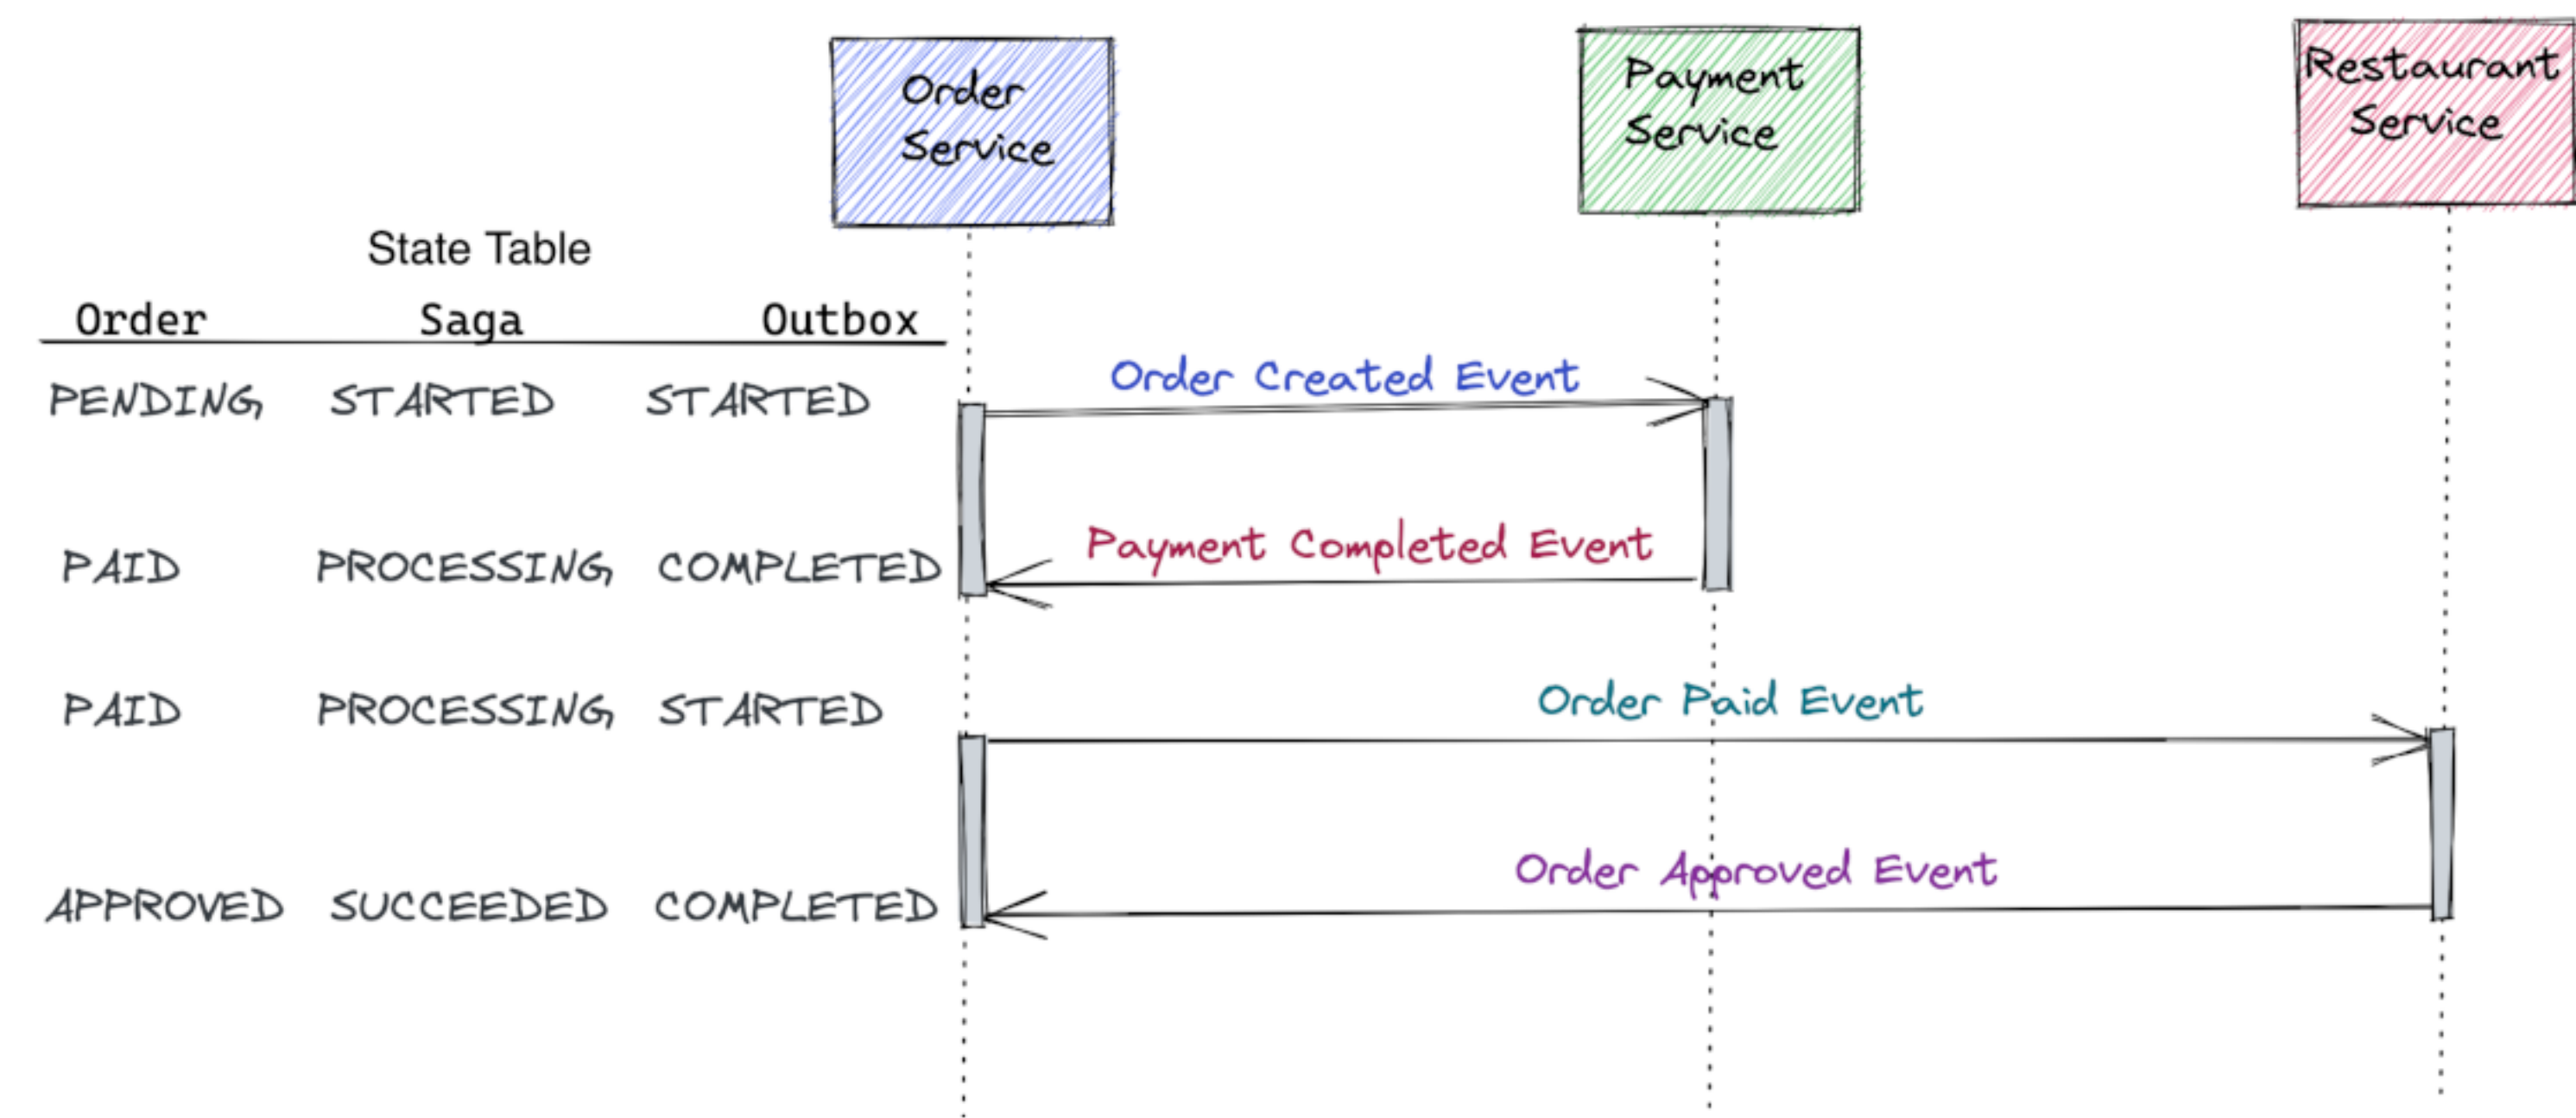 Order
Service
Payment
Service
Restaurant
Service
State Table
Order Saga Outbox
PENDING STARTED STARTED
Order Created Event
PAID PROCESSING COMPLETED
Payment Completed Event
PAID PROCESSING STARTED
Order Paid Event
APPROVED SUCCEEDED COMPLETED
Order Approved Event